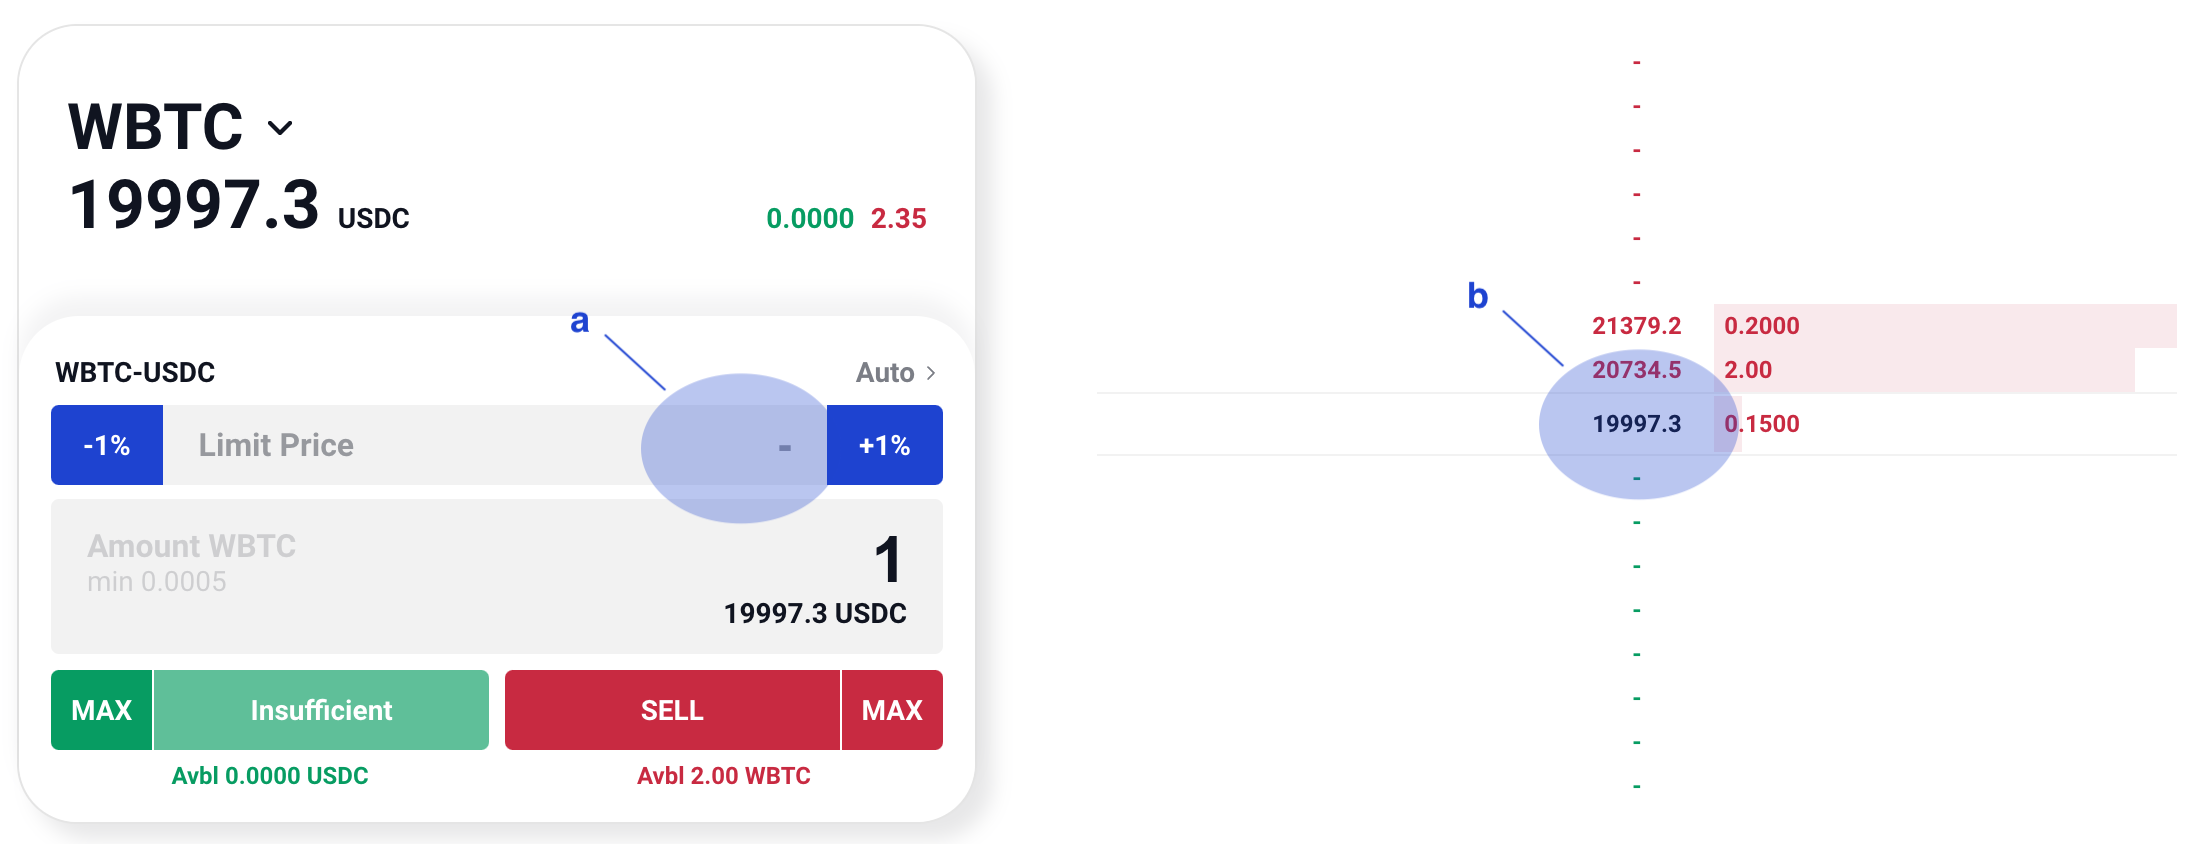 WBTC
19997.3 USDC
0.0000 2.35
a
WBTC-USDC
Auto >
-1%
Limit Price
-
+1%
Amount WBTC
min 0.0005
1
19997.3 USDC
MAX
Insufficient
SELL
MAX
Avbl 0.0000 USDC
Avbl 2.00 WBTC
-
-
-
-
-
-
b
21379.2 0.2000
20734.5 2.00
19997.3 0.1500
-
-
-
-
-
-
-
-